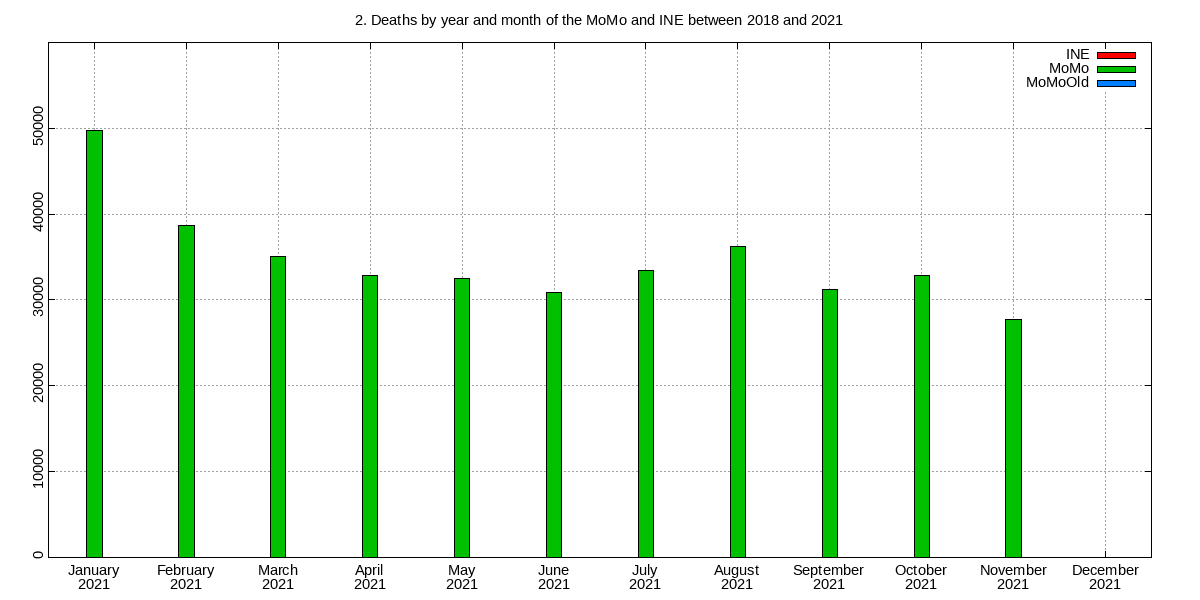 2. Deaths by year and month of the MoMo and INE between 2018 and 2021
INE
MoMo
MoMoOld
50000
40000
30000
20000
10000
0
January February March April May June July August September October November December
2021 2021 2021 2021 2021 2021 2021 2021 2021 2021 2021 2021